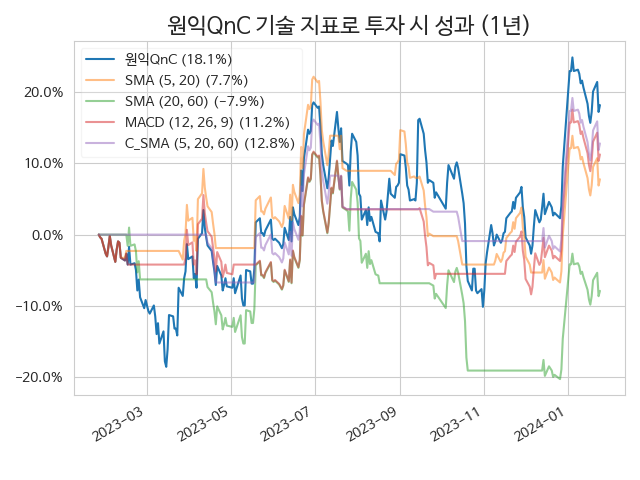 원익QnC 기술 지표로 투자 시 성과 (1년)
원익QnC (18.1%)
SMA (5, 20) (7.7%)
SMA (20, 60) (−7.9%)
MACD (12, 26, 9) (11.2%)
C_SMA (5, 20, 60) (12.8%)
20.0%
10.0%
0.0%
−10.0%
−20.0%
2023-03
2023-05
2023-07
2023-09
2023-11
2024-01